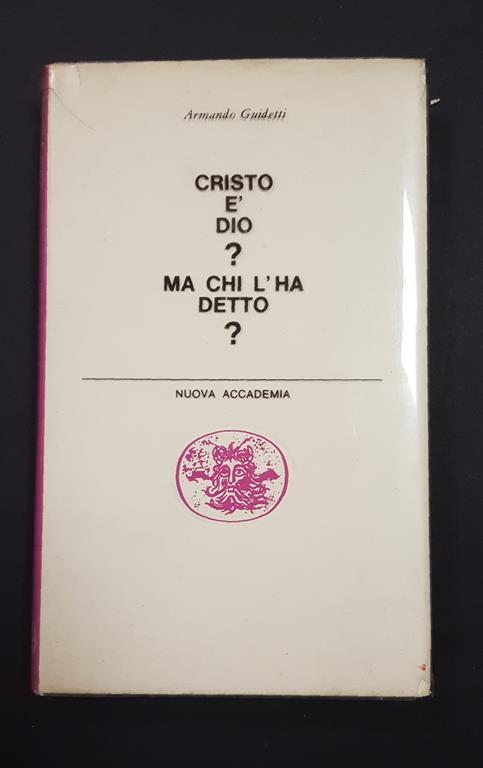 Armando Guidetti
CRISTO
E'
DIO
?
MA CHI L'HA
DETTO
?
NUOVA ACCADEMIA